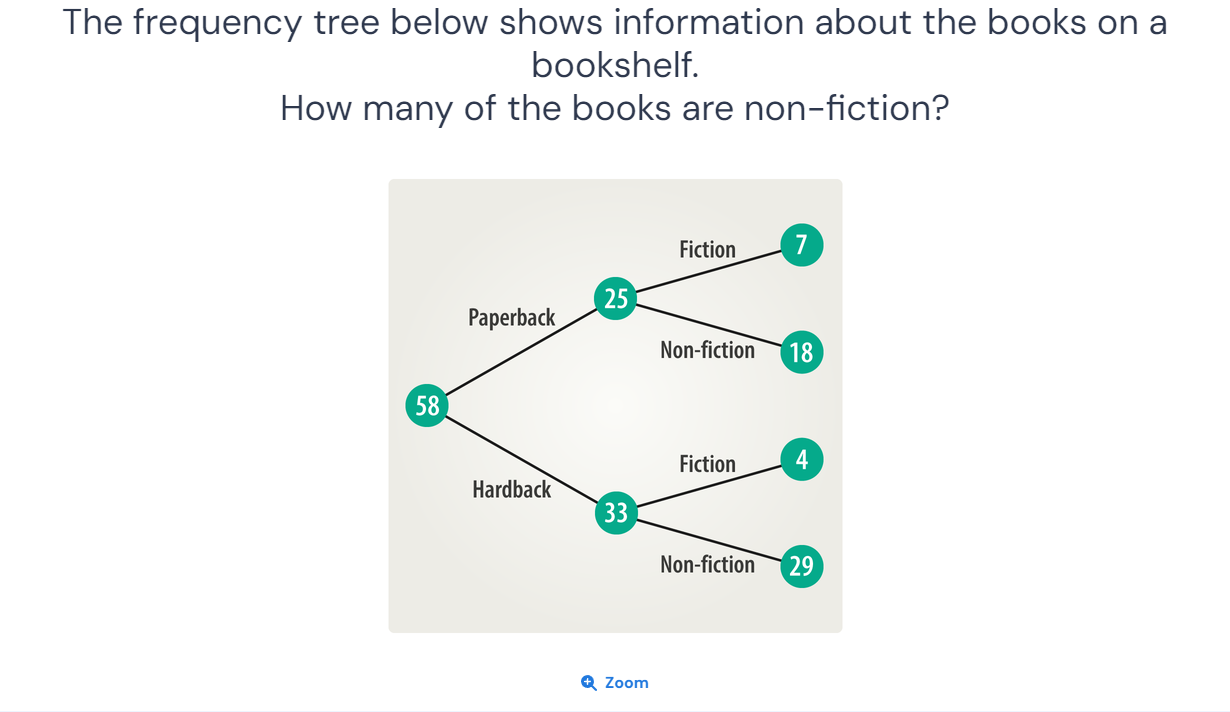 The frequency tree below shows information about the books on a
bookshelf.
How many of the books are non-fiction?
Fiction
7
25
Paperback
Non-fiction
18
58
Fiction
4
Hardback
33
Non-fiction
29
Zoom